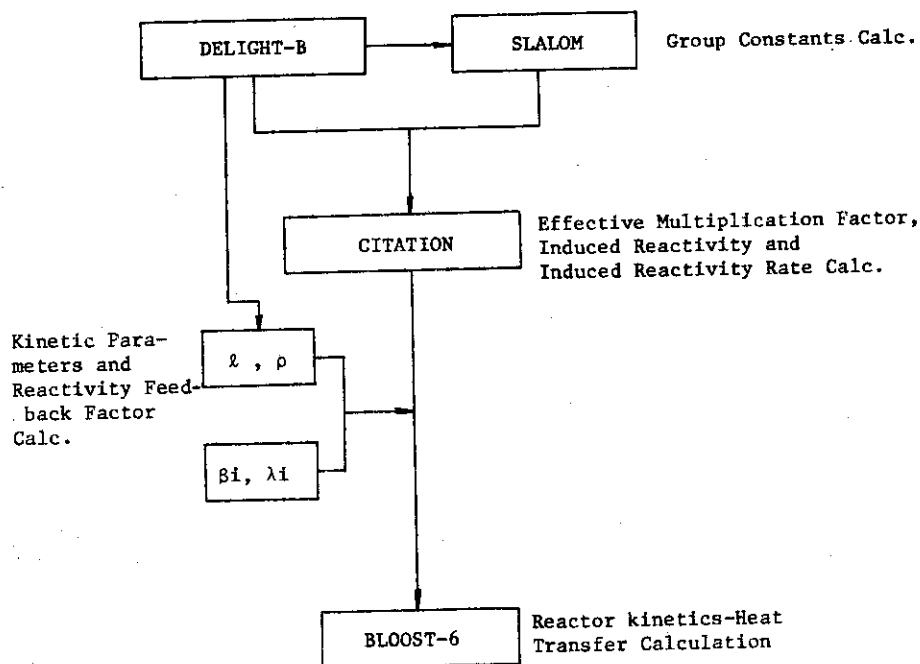 DELIGHT-B
SLALOM
Group Constants Calc.
CITATION
Effective Multiplication Factor,
Induced Reactivity and
Induced Reactivity Rate Calc.
Kinetic Para-
meters and
Reactivity Feed-
back Factor
Calc.
ℓ , ρ
βi, λi
BLOOST-6
Reactor kinetics-Heat
Transfer Calculation